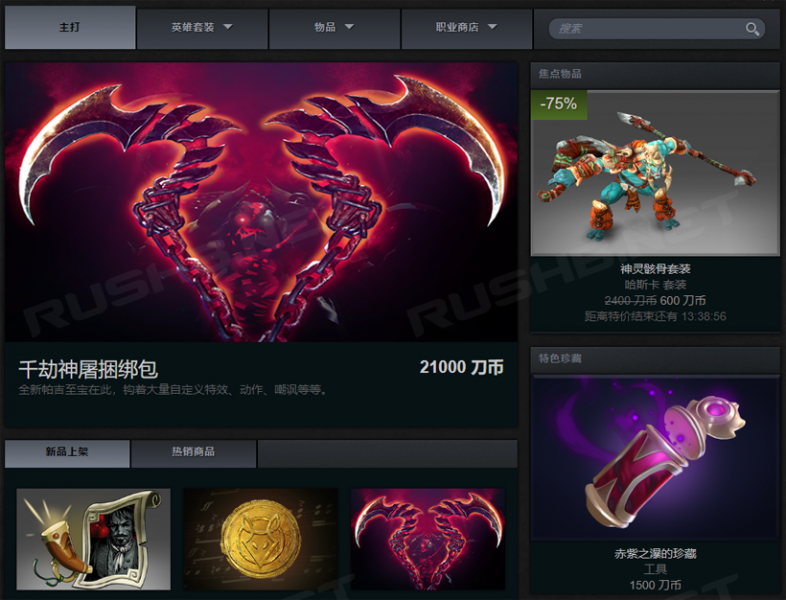 主打
英雄套装
物品
职业商店
搜索
焦点物品
-75%
神灵骸骨套装
哈斯卡 套装
2400 刀币 600 刀币
距离特价结束还有 13:38:56
千劫神屠捆绑包
21000 刀币
全新帕吉至宝在此，钩着大量自定义特效、动作、嘲讽等等。
特色珍藏
赤紫之瀑的珍藏
工具
1500 刀币
新品上架
热销商品
RUSHB.NET
RUSHB.NET